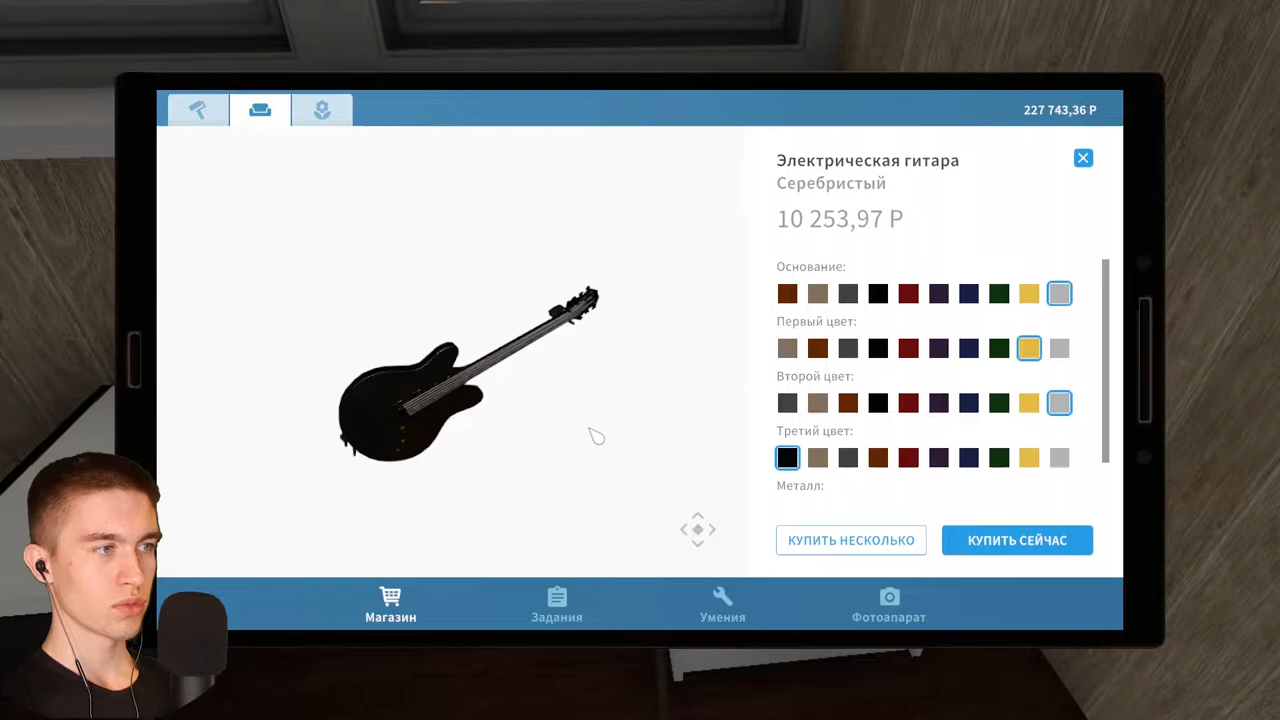 227 743,36 Р
Электрическая гитара
Серебристый
10 253,97 Р
Основание:
Первый цвет:
Второй цвет:
Третий цвет:
Металл:
КУПИТЬ НЕСКОЛЬКО
КУПИТЬ СЕЙЧАС
Магазин
Задания
Умения
Фотоапарат